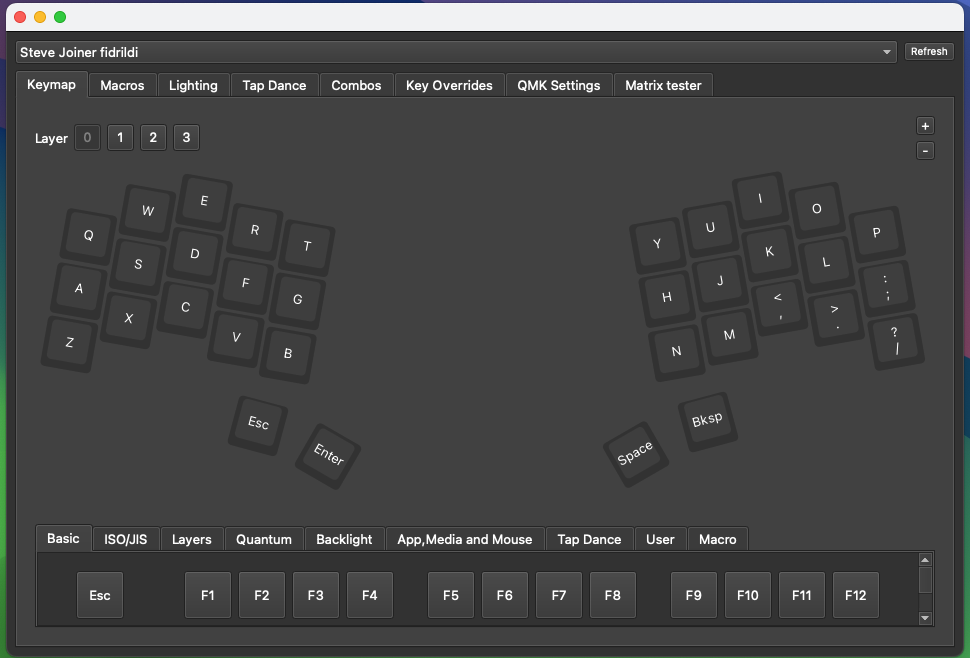 Steve Joiner fidrildi
Refresh
Keymap Macros Lighting Tap Dance Combos Key Overrides QMK Settings Matrix tester
Layer 0 1 2 3
+
-
Q W E R T
A S D F G
Z X C V B
Esc Enter
Y U I O P
H J K L : ;
N M < , > . ? /
Space Bksp
Basic ISO/JIS Layers Quantum Backlight App,Media and Mouse Tap Dance User Macro
Esc F1 F2 F3 F4 F5 F6 F7 F8 F9 F10 F11 F12